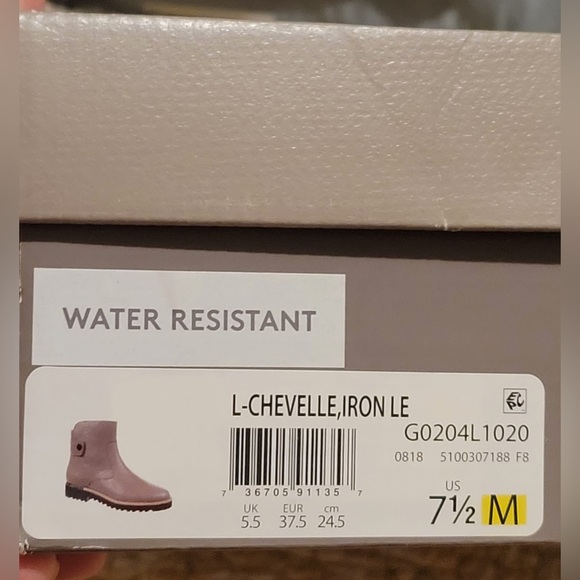 WATER RESISTANT
L-CHEVELLE,IRON LE
G0204L1020
0818 5100307188 F8
7 36705 91135 7
UK EUR cm
5.5 37.5 24.5
US
7½ M